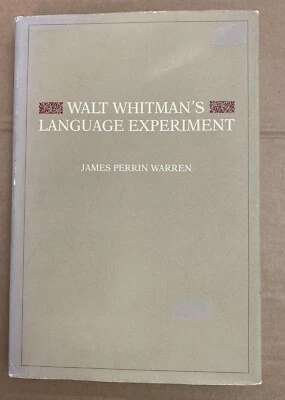 WALT WHITMAN'S
LANGUAGE EXPERIMENT
JAMES PERRIN WARREN